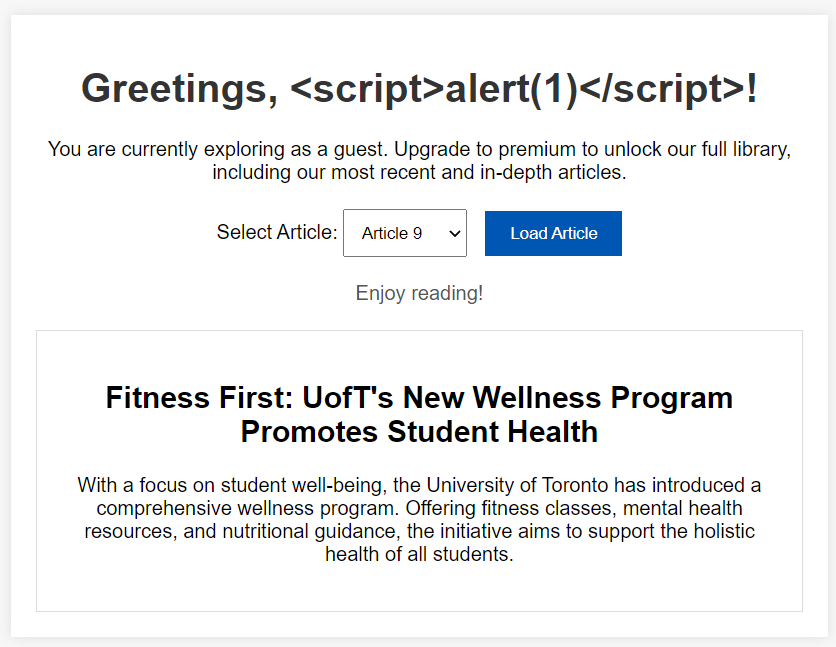 Greetings, <script>alert(1)</script>!
You are currently exploring as a guest. Upgrade to premium to unlock our full library,
including our most recent and in-depth articles.
Select Article: Article 9 Load Article
Enjoy reading!
Fitness First: UofT's New Wellness Program
Promotes Student Health
With a focus on student well-being, the University of Toronto has introduced a
comprehensive wellness program. Offering fitness classes, mental health
resources, and nutritional guidance, the initiative aims to support the holistic
health of all students.